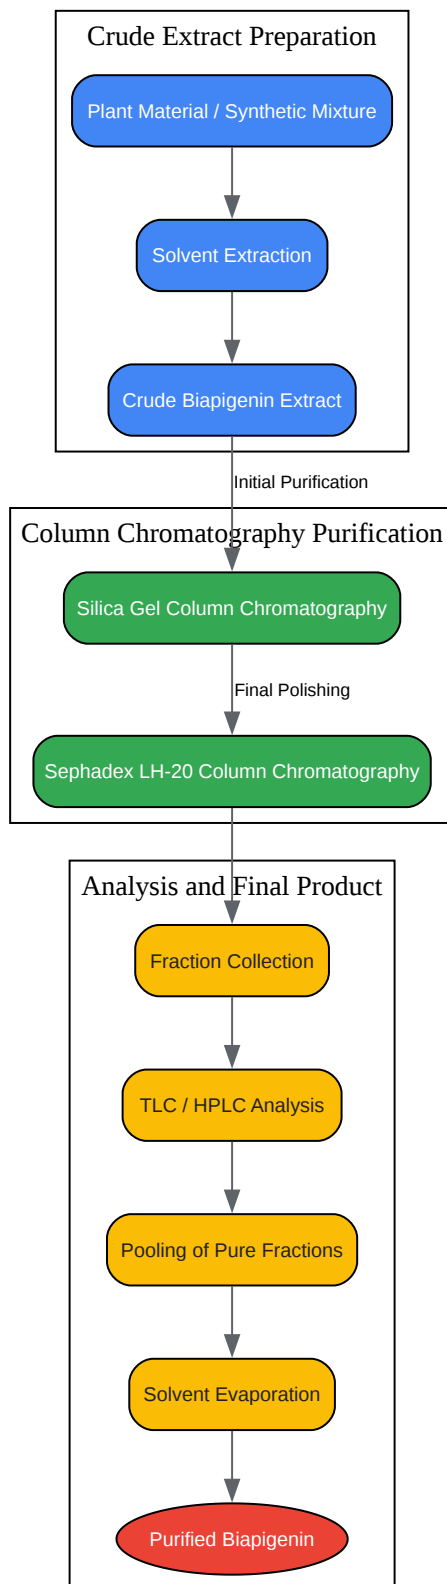 Crude Extract Preparation
Plant Material / Synthetic Mixture
Solvent Extraction
Crude Biapigenin Extract
Initial Purification
Column Chromatography Purification
Silica Gel Column Chromatography
Final Polishing
Sephadex LH-20 Column Chromatography
Analysis and Final Product
Fraction Collection
TLC / HPLC Analysis
Pooling of Pure Fractions
Solvent Evaporation
Purified Biapigenin